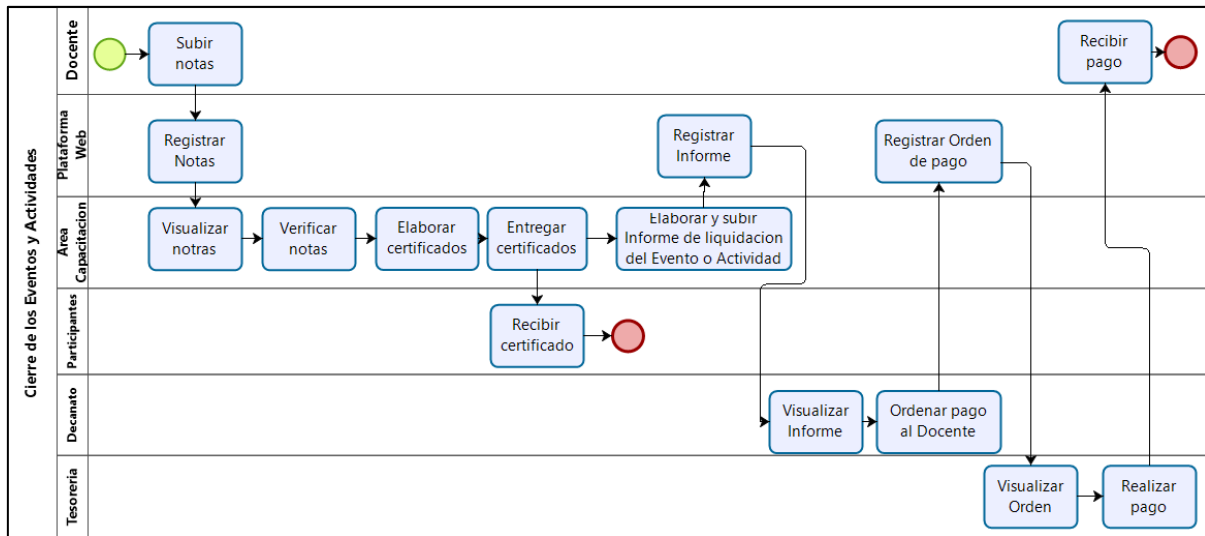 Cierre de los Eventos y Actividades
Docente
Subir
notas
Recibir
pago
Plataforma
Web
Registrar
Notas
Registrar
Informe
Registrar Orden
de pago
Area
Capacitacion
Visualizar
notras
Verificar
notas
Elaborar
certificados
Entregar
certificados
Elaborar y subir
Informe de liquidacion
del Evento o Actividad
Participantes
Recibir
certificado
Decanato
Visualizar
Informe
Ordenar pago
al Docente
Tesoreria
Visualizar
Orden
Realizar
pago